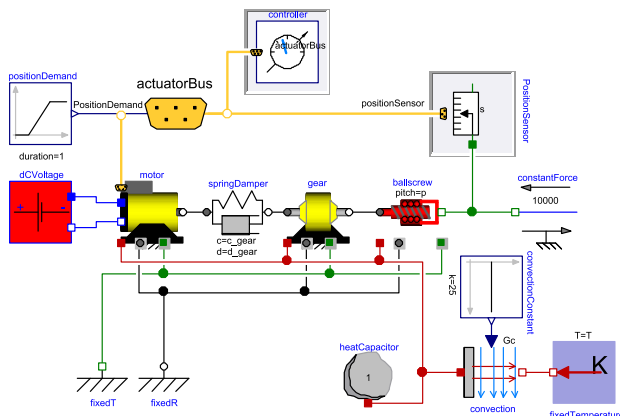 controller
actuatorBus
positionDemand
actuatorBus
PositionDemand
positionSensor
s
PositionSensor
duration=1
dCVoltage
+
-
motor
springDamper
gear
ballscrew
pitch=p
constantForce
10000
c=c_gear
d=d_gear
k=25
convectionConstant
heatCapacitor
1
Gc
convection
T=T
K
fixedT
fixedR
fixedTemperatur